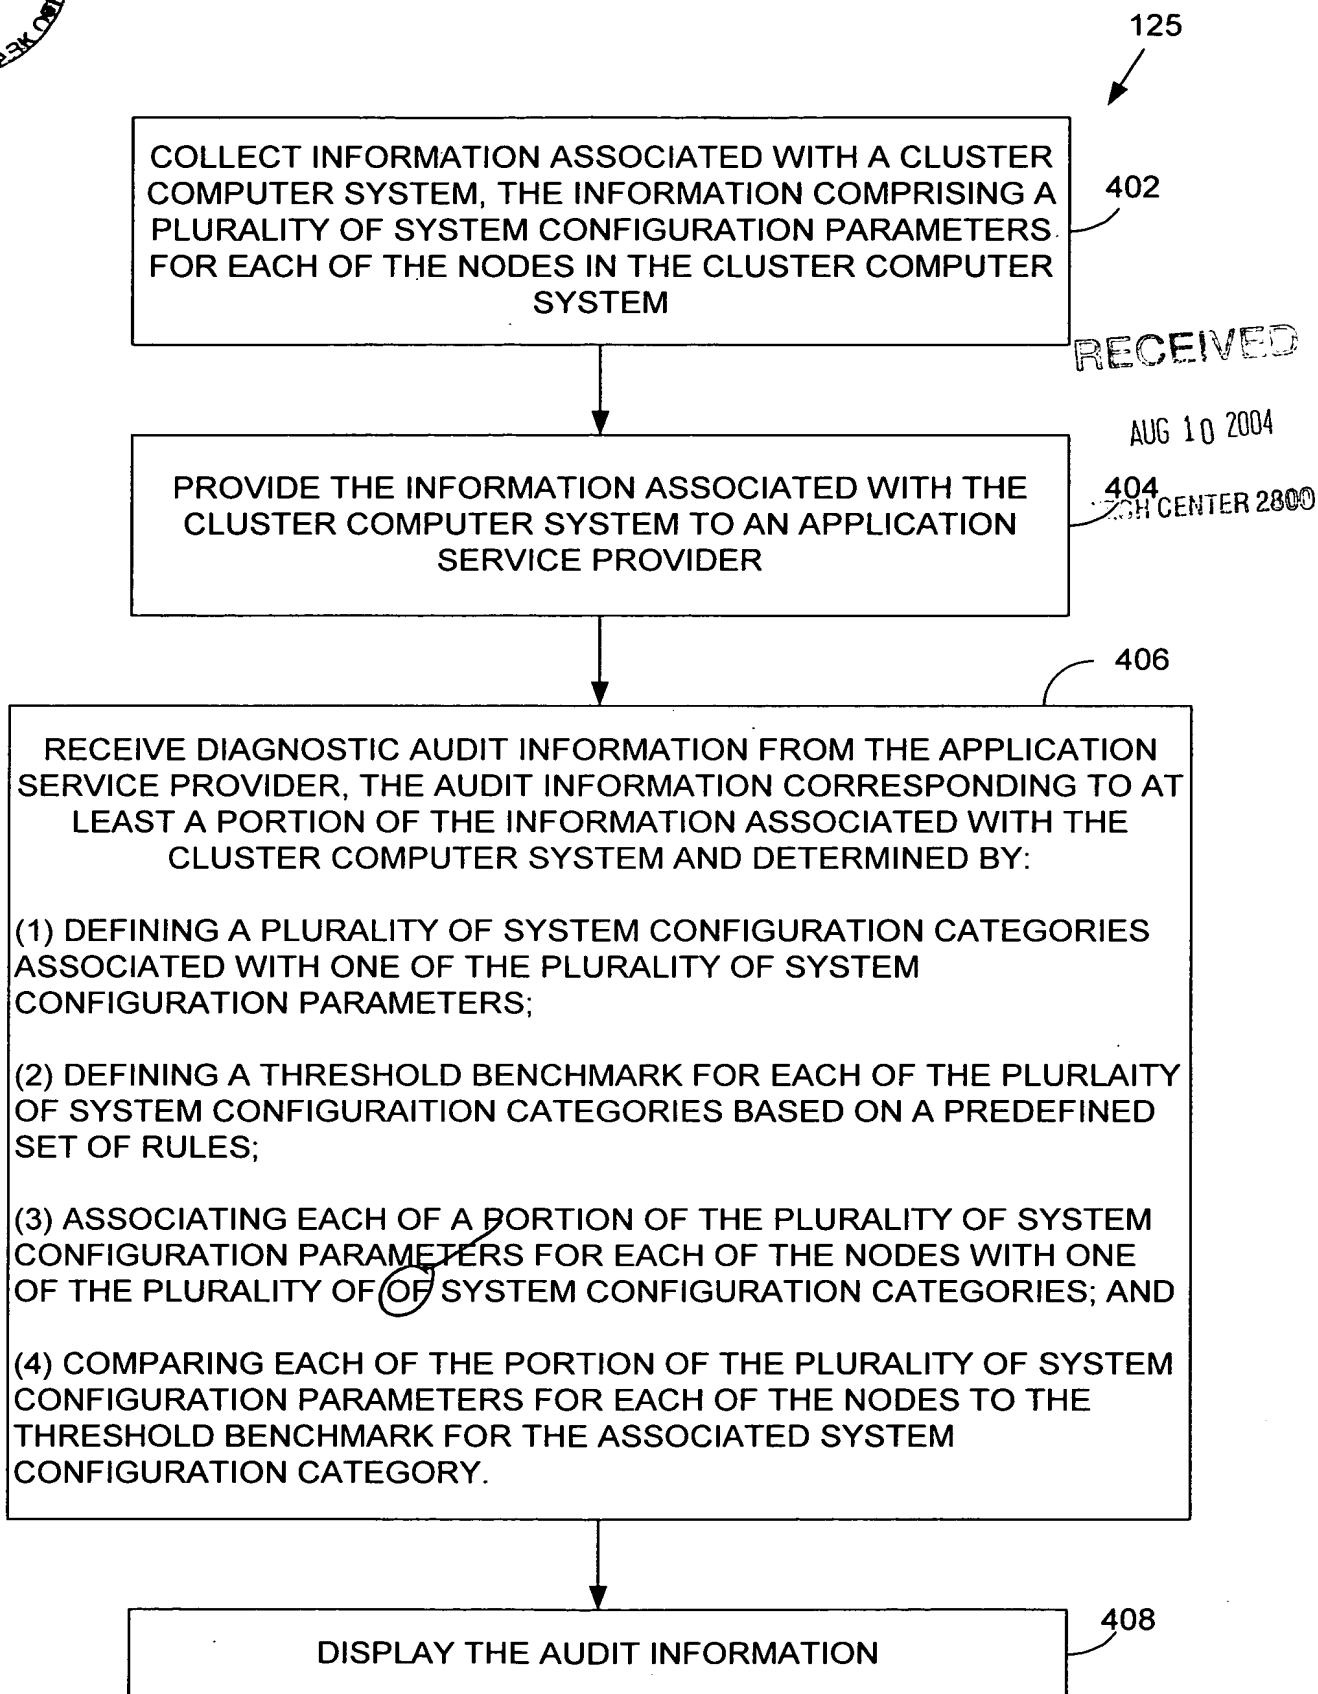 125
COLLECT INFORMATION ASSOCIATED WITH A CLUSTER
COMPUTER SYSTEM, THE INFORMATION COMPRISING A
PLURALITY OF SYSTEM CONFIGURATION PARAMETERS
FOR EACH OF THE NODES IN THE CLUSTER COMPUTER
SYSTEM
402
RECEIVED
AUG 10 2004
PROVIDE THE INFORMATION ASSOCIATED WITH THE
CLUSTER COMPUTER SYSTEM TO AN APPLICATION
SERVICE PROVIDER
404
CENTER 2800
406
RECEIVE DIAGNOSTIC AUDIT INFORMATION FROM THE APPLICATION
SERVICE PROVIDER, THE AUDIT INFORMATION CORRESPONDING TO AT
LEAST A PORTION OF THE INFORMATION ASSOCIATED WITH THE
CLUSTER COMPUTER SYSTEM AND DETERMINED BY:
(1) DEFINING A PLURALITY OF SYSTEM CONFIGURATION CATEGORIES
ASSOCIATED WITH ONE OF THE PLURALITY OF SYSTEM
CONFIGURATION PARAMETERS;
(2) DEFINING A THRESHOLD BENCHMARK FOR EACH OF THE PLURLAITY
OF SYSTEM CONFIGURAITION CATEGORIES BASED ON A PREDEFINED
SET OF RULES;
(3) ASSOCIATING EACH OF A PORTION OF THE PLURALITY OF SYSTEM
CONFIGURATION PARAMETERS FOR EACH OF THE NODES WITH ONE
OF THE PLURALITY OF OF SYSTEM CONFIGURATION CATEGORIES; AND
(4) COMPARING EACH OF THE PORTION OF THE PLURALITY OF SYSTEM
CONFIGURATION PARAMETERS FOR EACH OF THE NODES TO THE
THRESHOLD BENCHMARK FOR THE ASSOCIATED SYSTEM
CONFIGURATION CATEGORY.
DISPLAY THE AUDIT INFORMATION
408